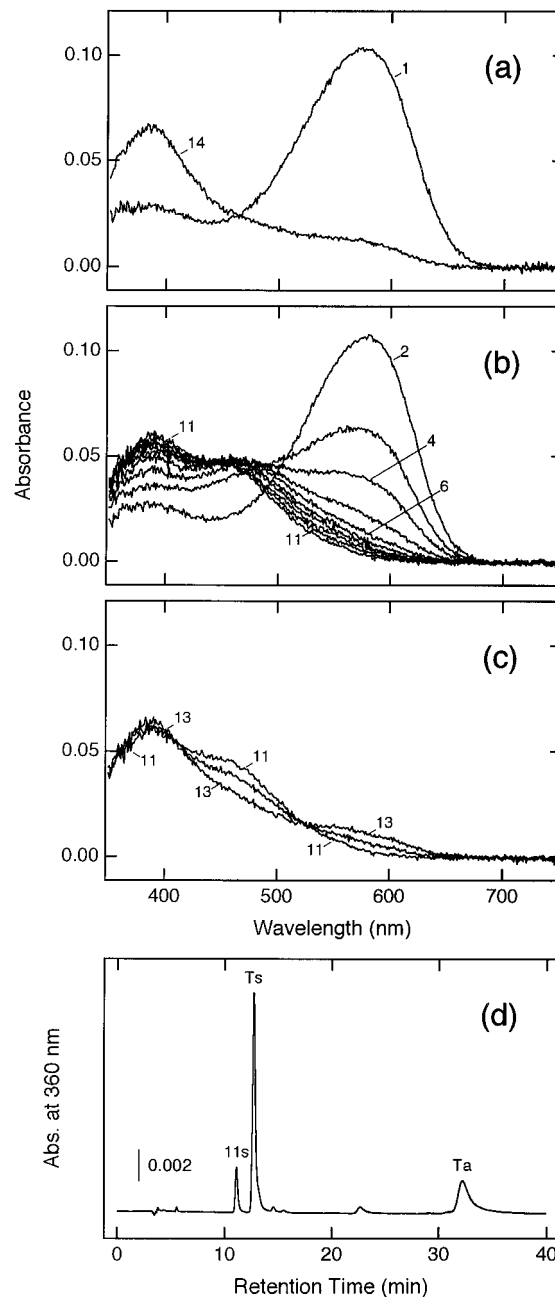 (a)
0.10
1
14
0.05
0.00
(b)
0.10
2
11
4
0.05
6
11
0.00
Absorbance
(c)
0.10
13
11
0.05
11
13
13
11
0.00
400 500 600 700
Wavelength (nm)
(d)
Ts
11s
0.002
Ta
Abs. at 360 nm
0 10 20 30 40
Retention Time (min)